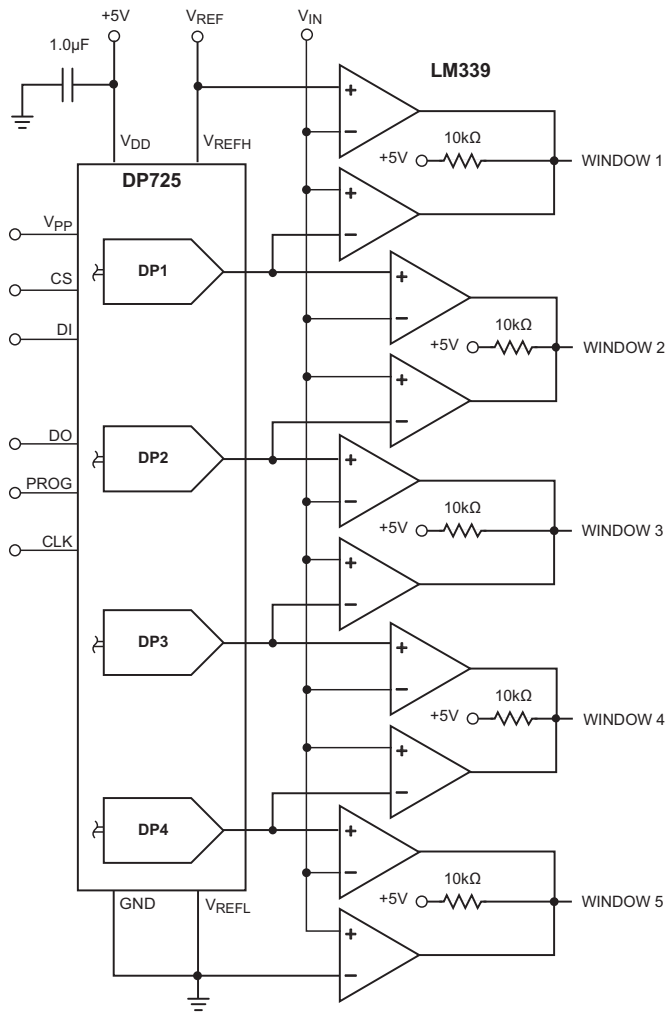 +5V
VREF
VIN
1.0µF
LM339
VDD
VREFH
+
−
10kΩ
+5V
WINDOW 1
DP725
+
−
VPP
DP1
CS
+
−
DI
10kΩ
+5V
WINDOW 2
+
−
DO
DP2
+
−
PROG
10kΩ
+5V
WINDOW 3
CLK
+
−
DP3
+
−
10kΩ
+5V
WINDOW 4
+
−
DP4
+
−
10kΩ
+5V
WINDOW 5
GND
VREFL
+
−